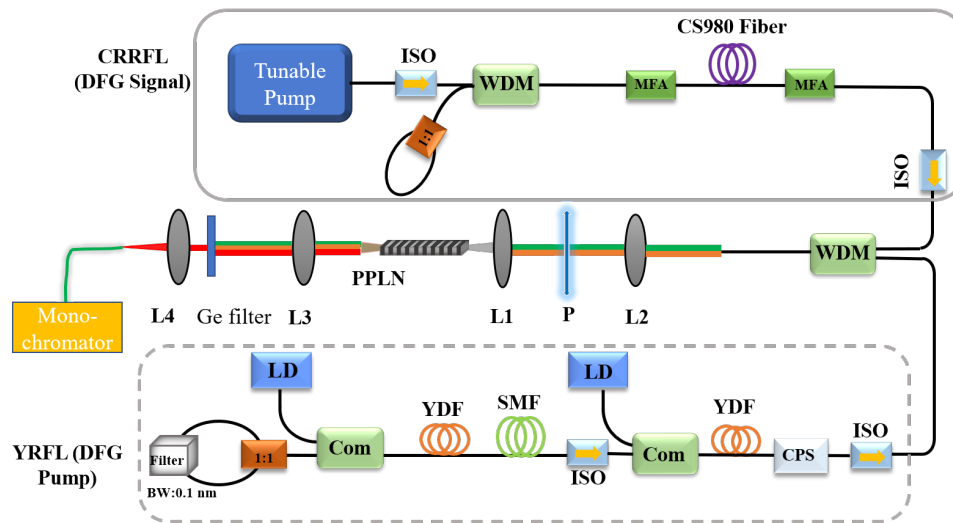 CRRFL
(DFG Signal)
Tunable
Pump
ISO
1:1
WDM
MFA
CS980 Fiber
MFA
ISO
WDM
PPLN
L4
Ge filter
L3
L1
P
L2
Mono-
chromator
YRFL (DFG
Pump)
Filter
BW:0.1 nm
1:1
LD
Com
YDF
SMF
ISO
LD
Com
YDF
CPS
ISO